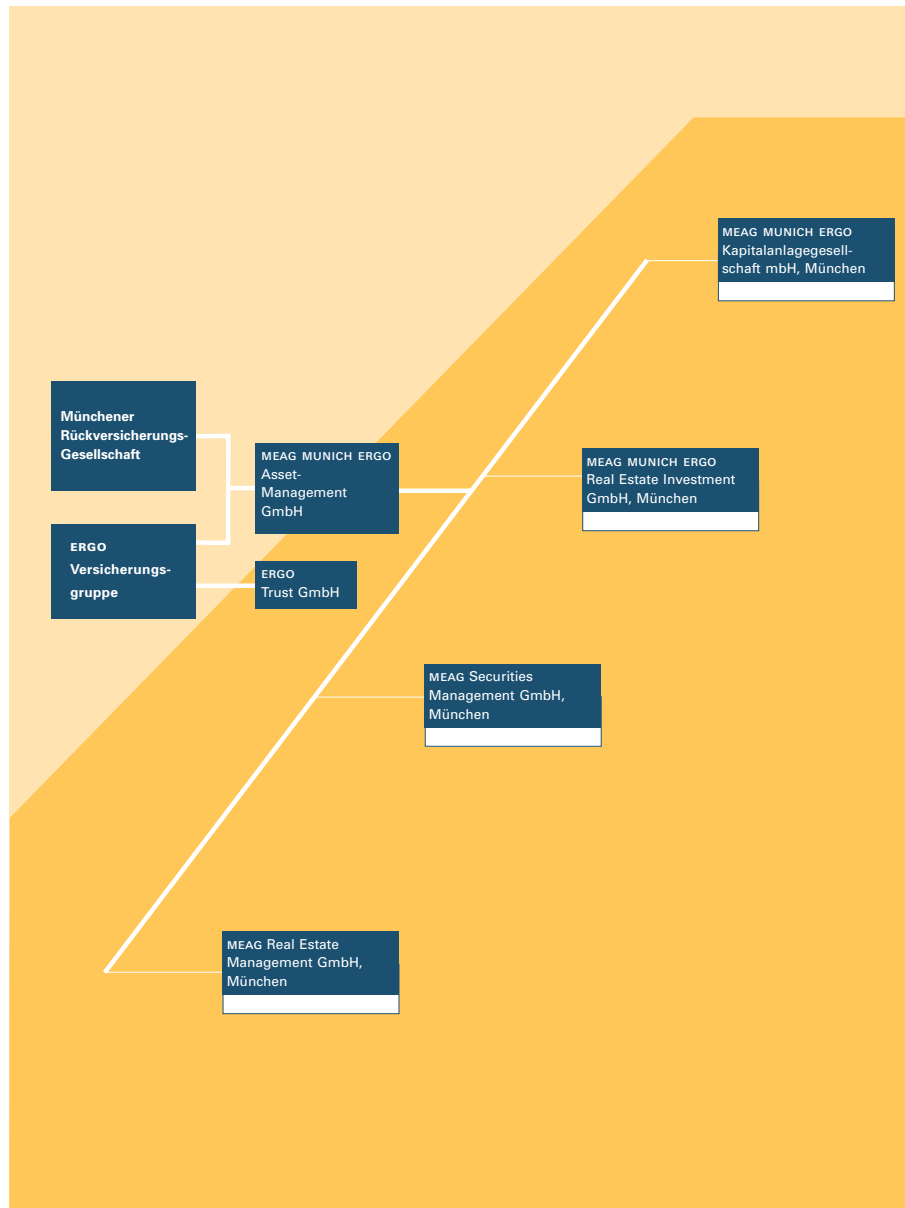 MEAG MUNICH ERGO
Kapitalanlagegesell-
schaft mbH, München
Münchener
Rückversicherungs-
Gesellschaft
MEAG MUNICH ERGO
Asset-
Management
GmbH
MEAG MUNICH ERGO
Real Estate Investment
GmbH, München
ERGO
Versicherungs-
gruppe
ERGO
Trust GmbH
MEAG Securities
Management GmbH,
München
MEAG Real Estate
Management GmbH,
München